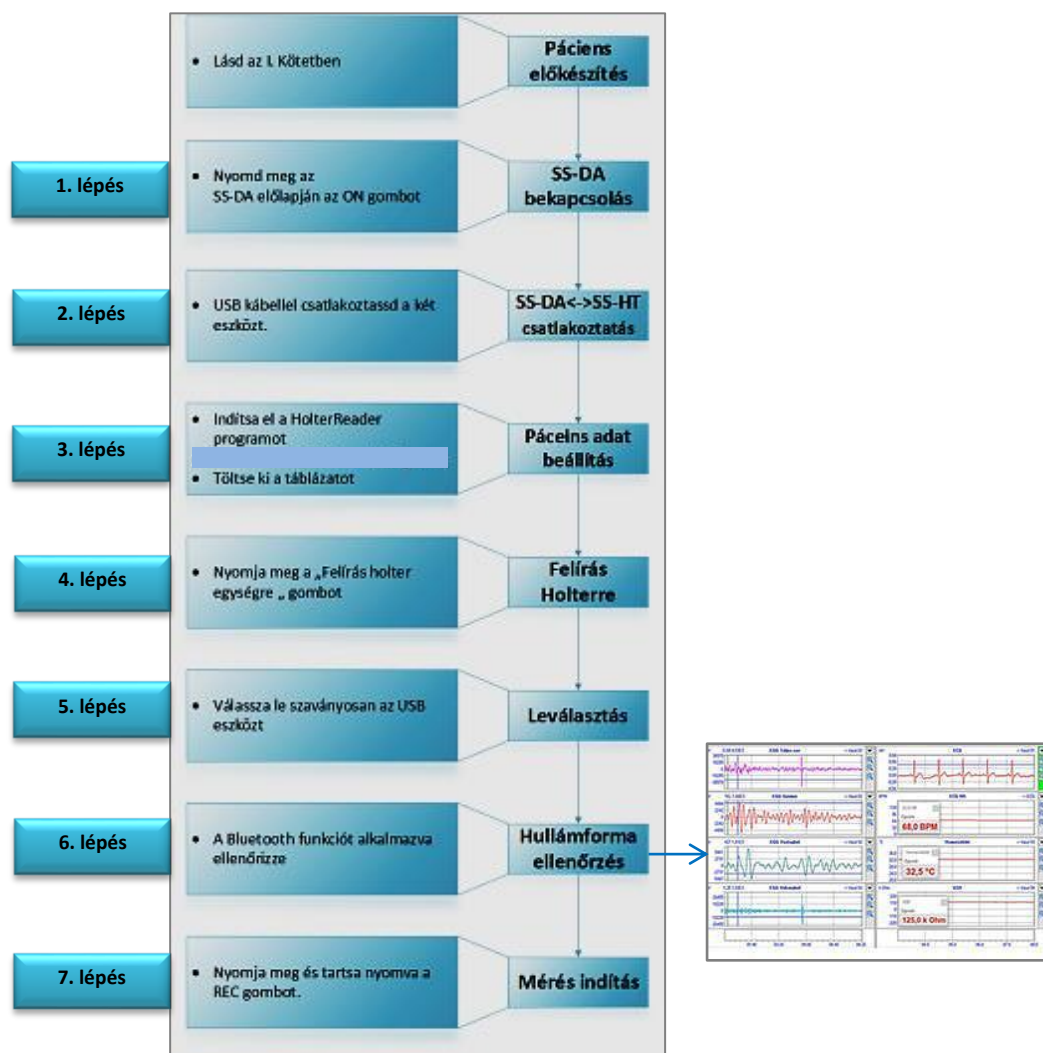 • Lásd az I. Kötetben
Páciens
előkészítés
1. lépés
• Nyomd meg az
SS-DA előlapján az ON gombot
SS-DA
bekapcsolás
2. lépés
• USB kábellel csatlakoztassd a két
eszközt.
SS-DA<->SS-HT
csatlakoztatás
3. lépés
• Indítsa el a HolterReader
programot
• Töltse ki a táblázatot
Páceins adat
beállítás
4. lépés
• Nyomja meg a „Felírás holter
egységre „ gombot
Felírás
Holterre
5. lépés
• Válassza le szaványosan az USB
eszközt
Leválasztás
6. lépés
• A Bluetooth funkciót alkalmazva
ellenőrizze
Hullámforma
ellenőrzés
68,0 BPM
32,5 °C
125,0 k Ohm
7. lépés
• Nyomja meg és tartsa nyomva a
REC gombot.
Mérés indítás